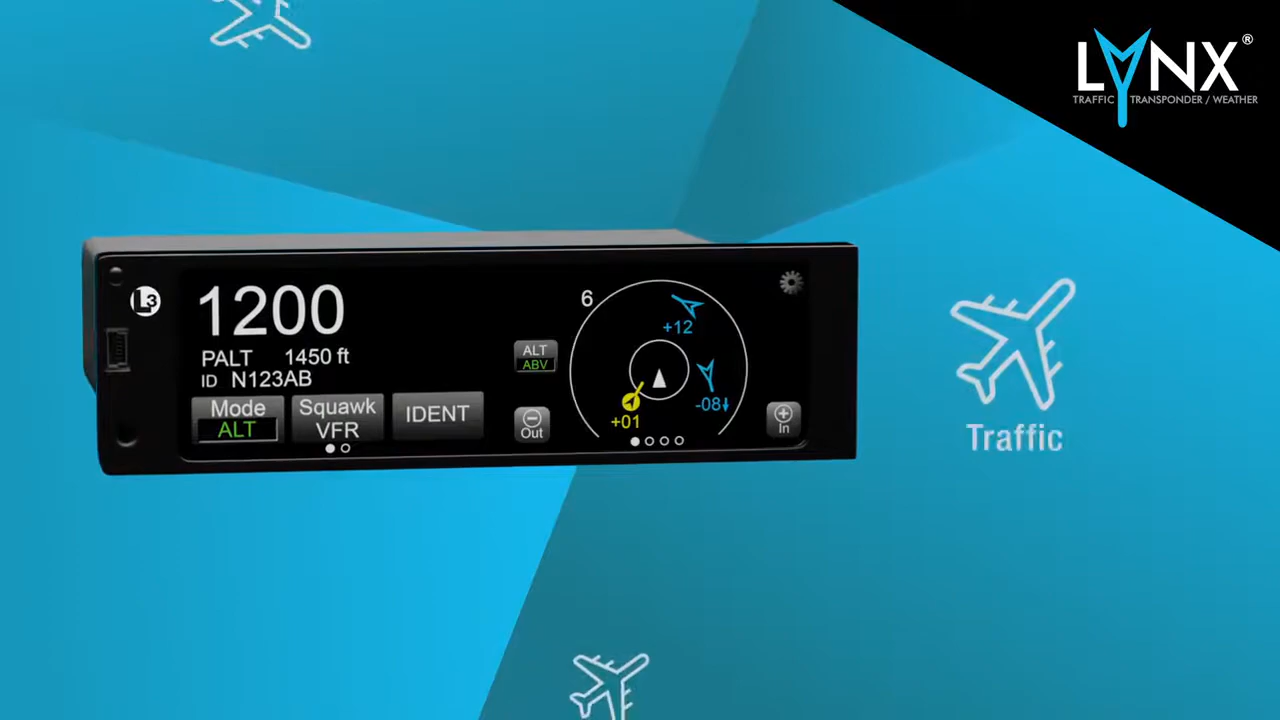 LYNX®
TRAFFIC TRANSPONDER / WEATHER
L3
1200
PALT 1450 ft
ID N123AB
Mode
ALT
Squawk
VFR
IDENT
ALT
ABV
Out
6
+12
-08
+01
In
Traffic